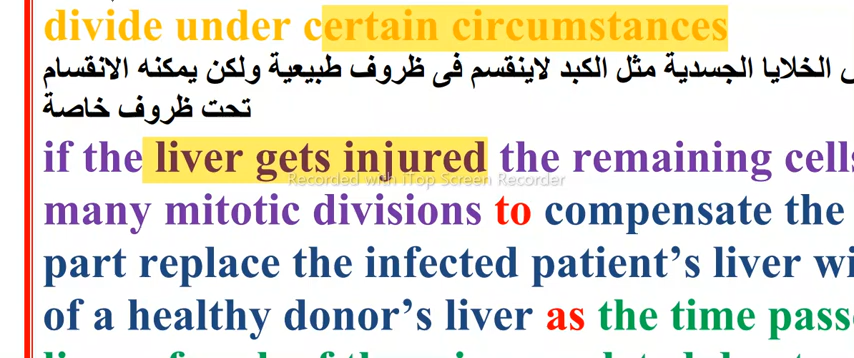 divide under certain circumstances
الخلايا الجسدية مثل الكبد لاينقسم فى ظروف طبيعية ولكن يمكنه الانقسام
تحت ظروف خاصة
if the liver gets injured the remaining cells
Recorded with iTop Screen Recorder
many mitotic divisions to compensate the
part replace the infected patient's liver wi
of a healthy donor's liver as the time pass